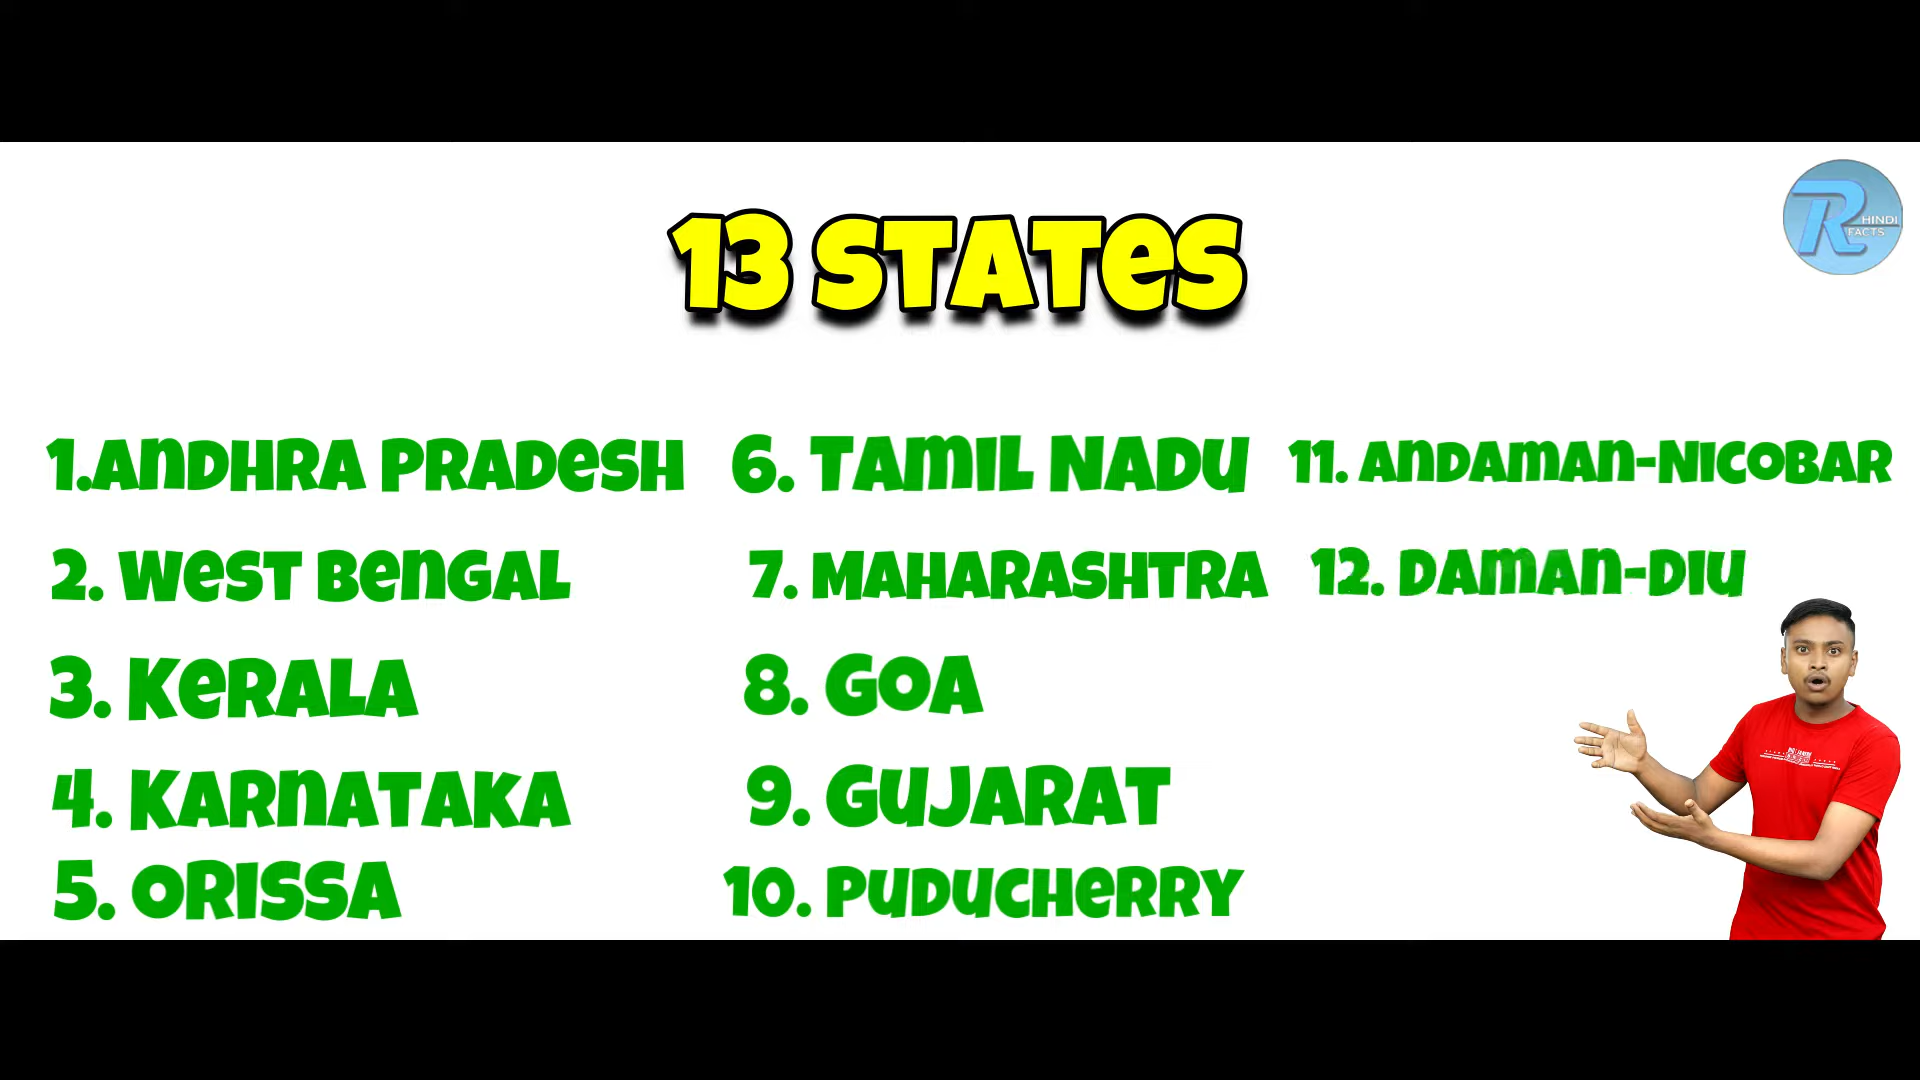 13 STATES
1.ANDHRA PRADESH
2. WEST BENGAL
3. KERALA
4. KARNATAKA
5. ORISSA
6. TAMIL NADU
7. MAHARASHTRA
8. GOA
9. GUJARAT
10. PUDUCHERRY
11. ANDAMAN-NICOBAR
12. DAMAN-DIU
R HINDI
FACTS